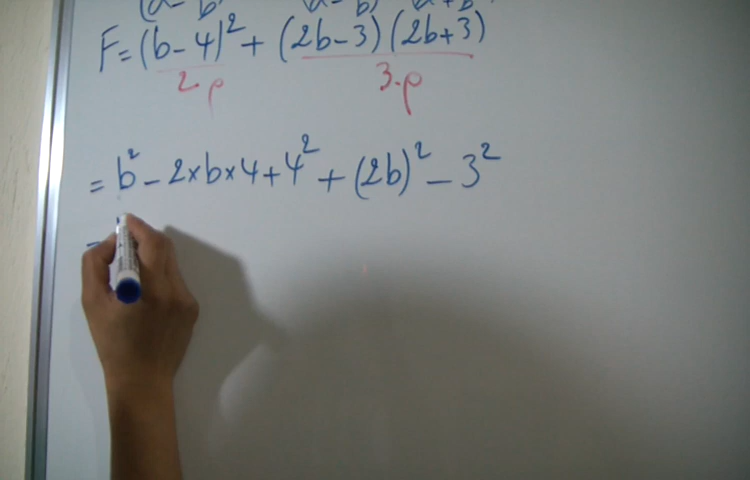 (a-b) (a-b) (a+b)
F = (b-4)² + (2b-3)(2b+3)
2.p 3.p
= b² - 2×b×4 + 4² + (2b)² - 3²